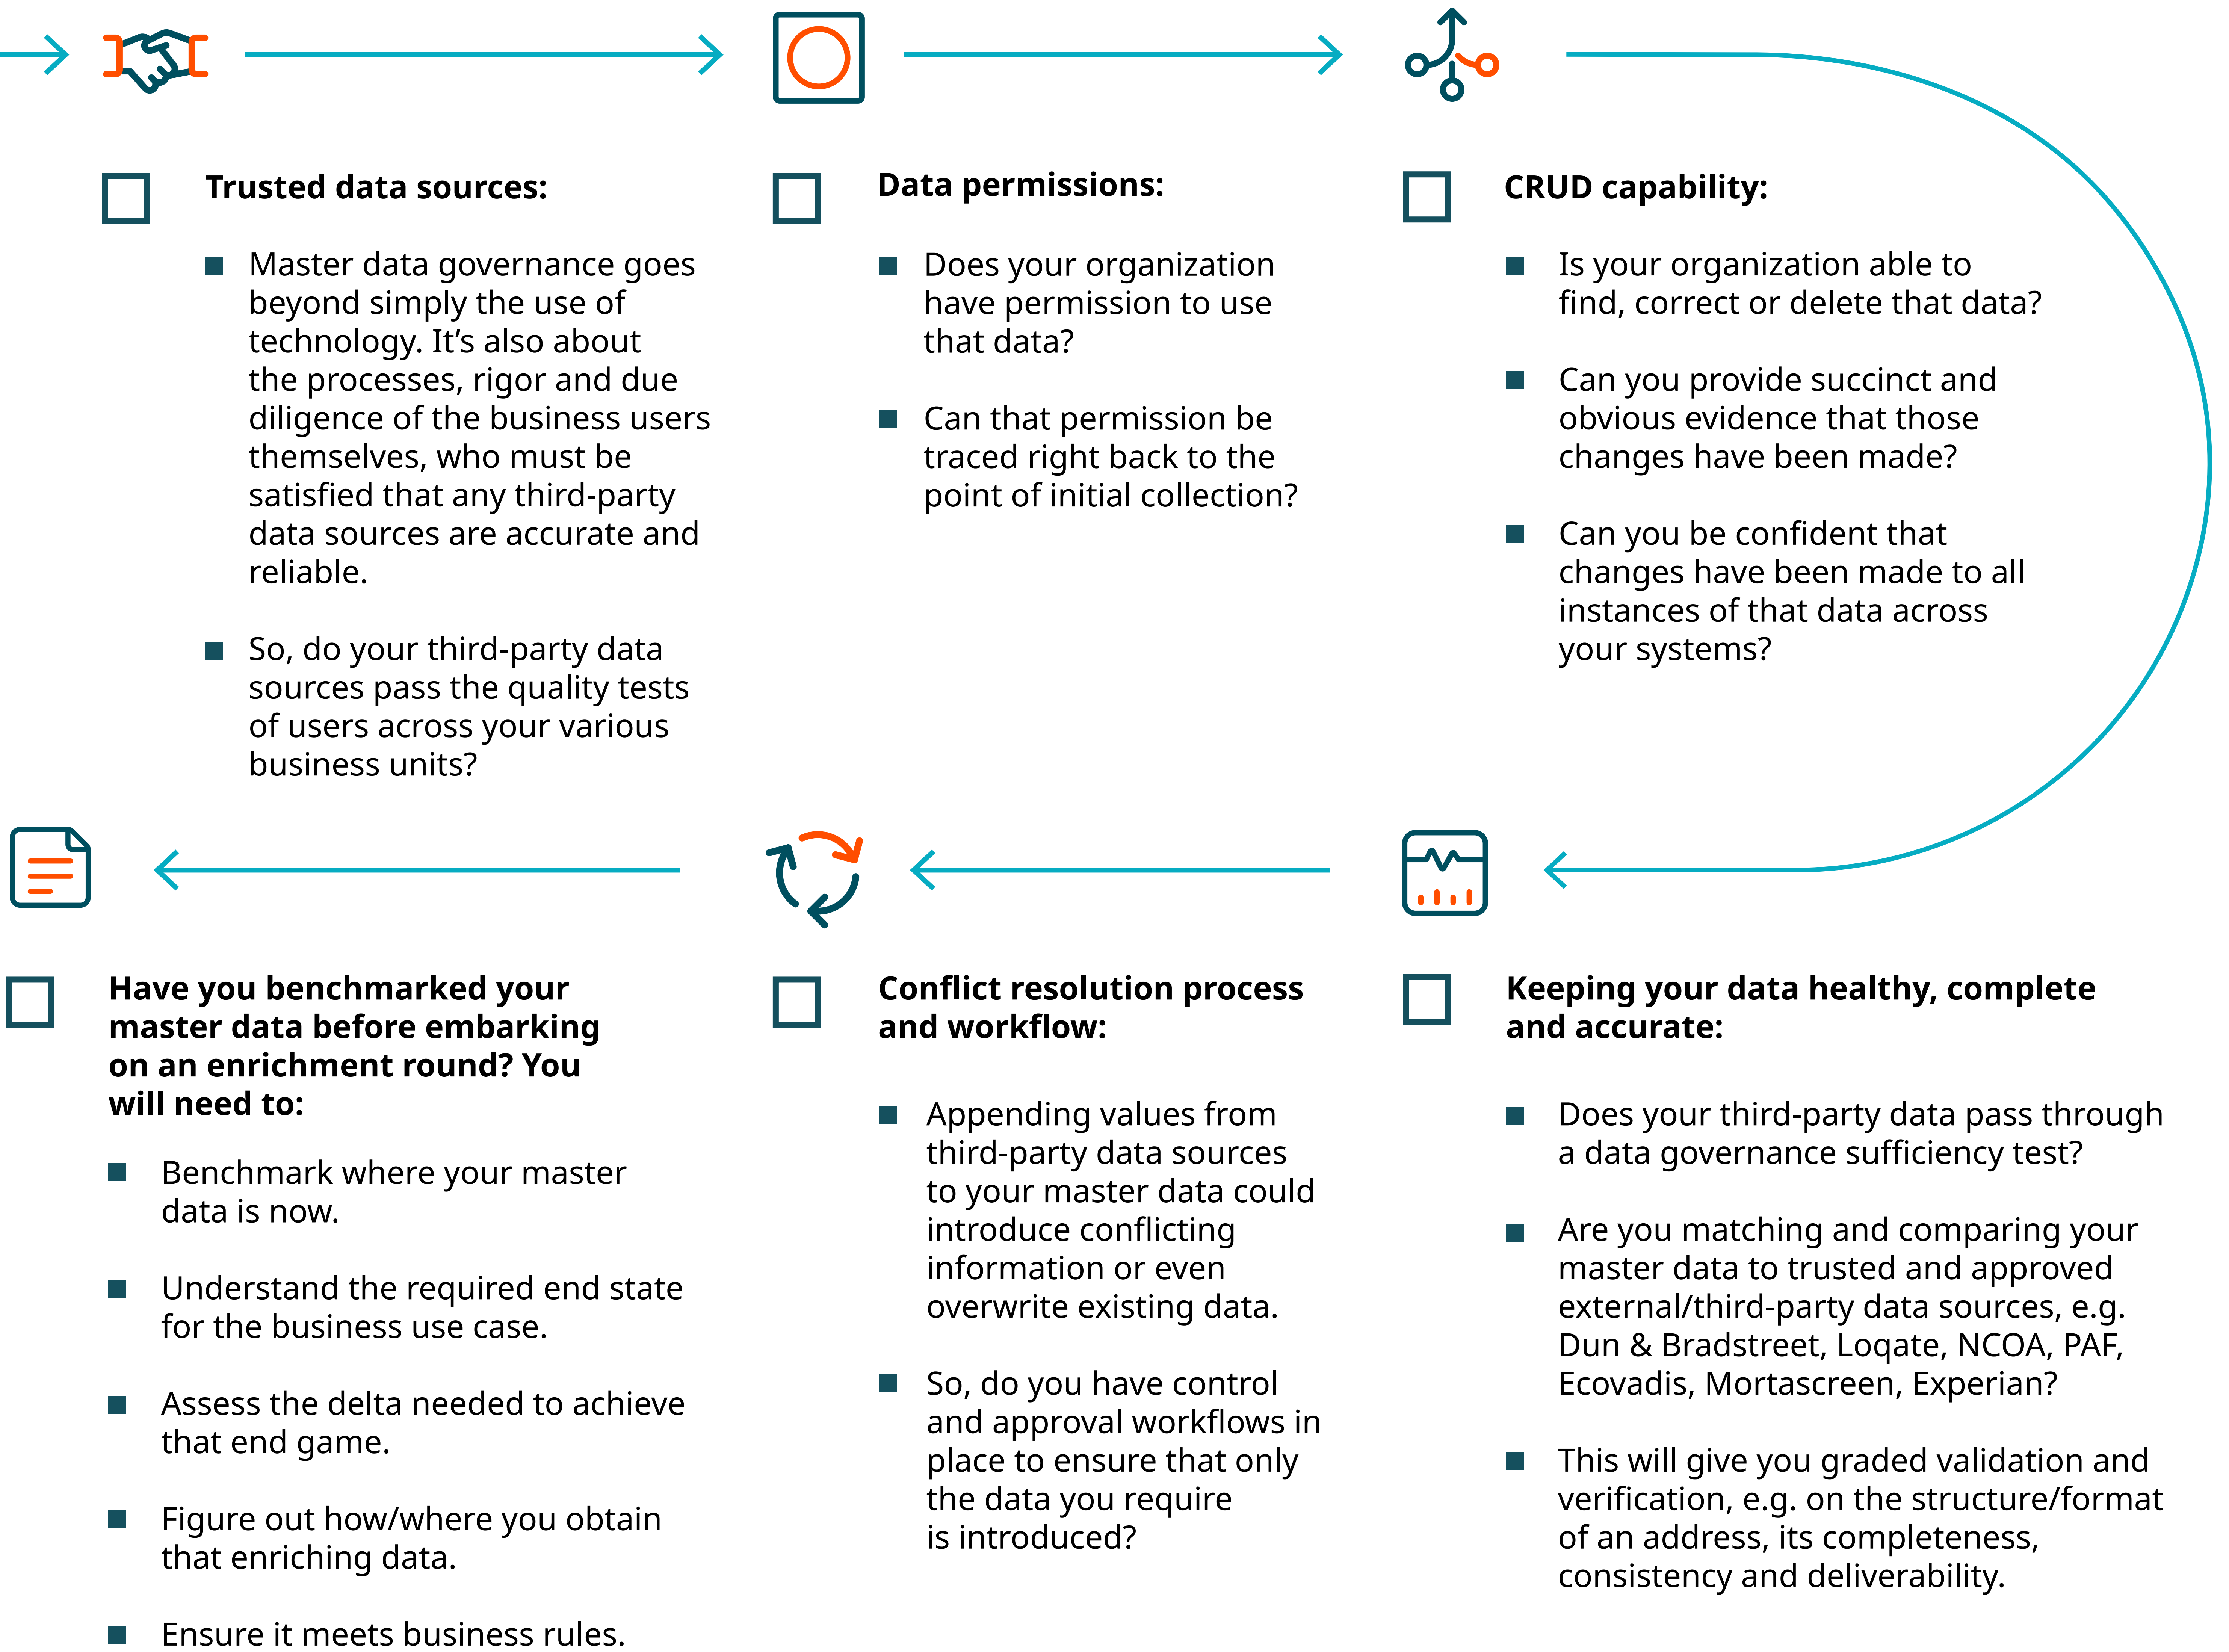 Trusted data sources:
Master data governance goes
beyond simply the use of
technology. It’s also about
the processes, rigor and due
diligence of the business users
themselves, who must be
satisfied that any third-party
data sources are accurate and
reliable.
So, do your third-party data
sources pass the quality tests
of users across your various
business units?
Data permissions:
Does your organization
have permission to use
that data?
Can that permission be
traced right back to the
point of initial collection?
CRUD capability:
Is your organization able to
find, correct or delete that data?
Can you provide succinct and
obvious evidence that those
changes have been made?
Can you be confident that
changes have been made to all
instances of that data across
your systems?
Keeping your data healthy, complete
and accurate:
Does your third-party data pass through
a data governance sufficiency test?
Are you matching and comparing your
master data to trusted and approved
external/third-party data sources, e.g.
Dun & Bradstreet, Loqate, NCOA, PAF,
Ecovadis, Mortascreen, Experian?
This will give you graded validation and
verification, e.g. on the structure/format
of an address, its completeness,
consistency and deliverability.
Conflict resolution process
and workflow:
Appending values from
third-party data sources
to your master data could
introduce conflicting
information or even
overwrite existing data.
So, do you have control
and approval workflows in
place to ensure that only
the data you require
is introduced?
Have you benchmarked your
master data before embarking
on an enrichment round? You
will need to:
Benchmark where your master
data is now.
Understand the required end state
for the business use case.
Assess the delta needed to achieve
that end game.
Figure out how/where you obtain
that enriching data.
Ensure it meets business rules.